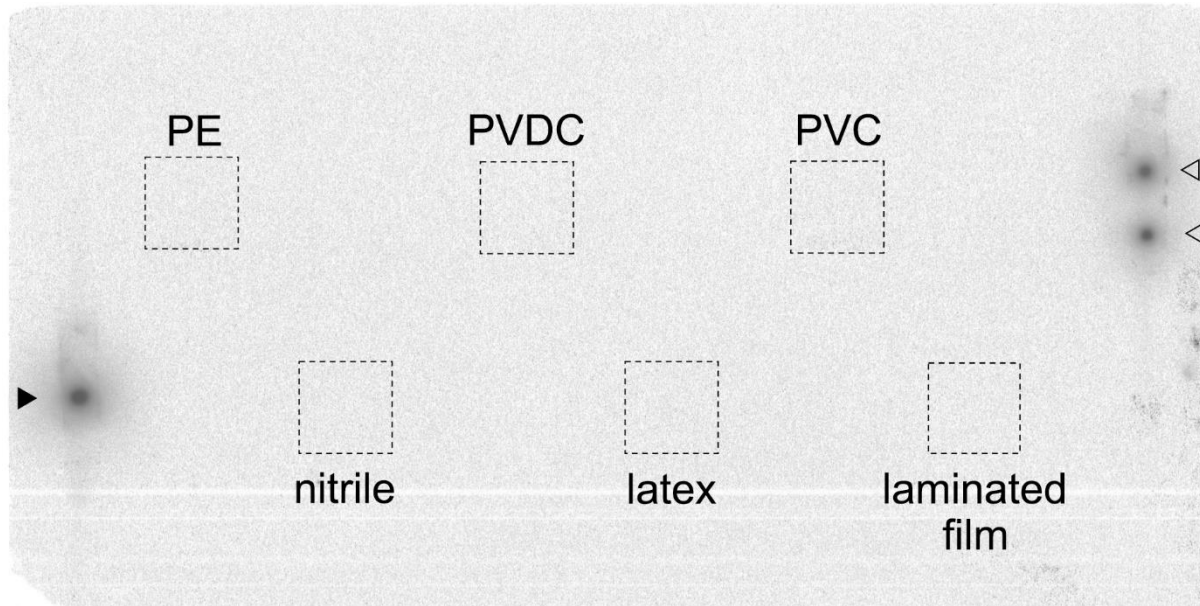 PE
PVDC
PVC
nitrile
latex
laminated
film